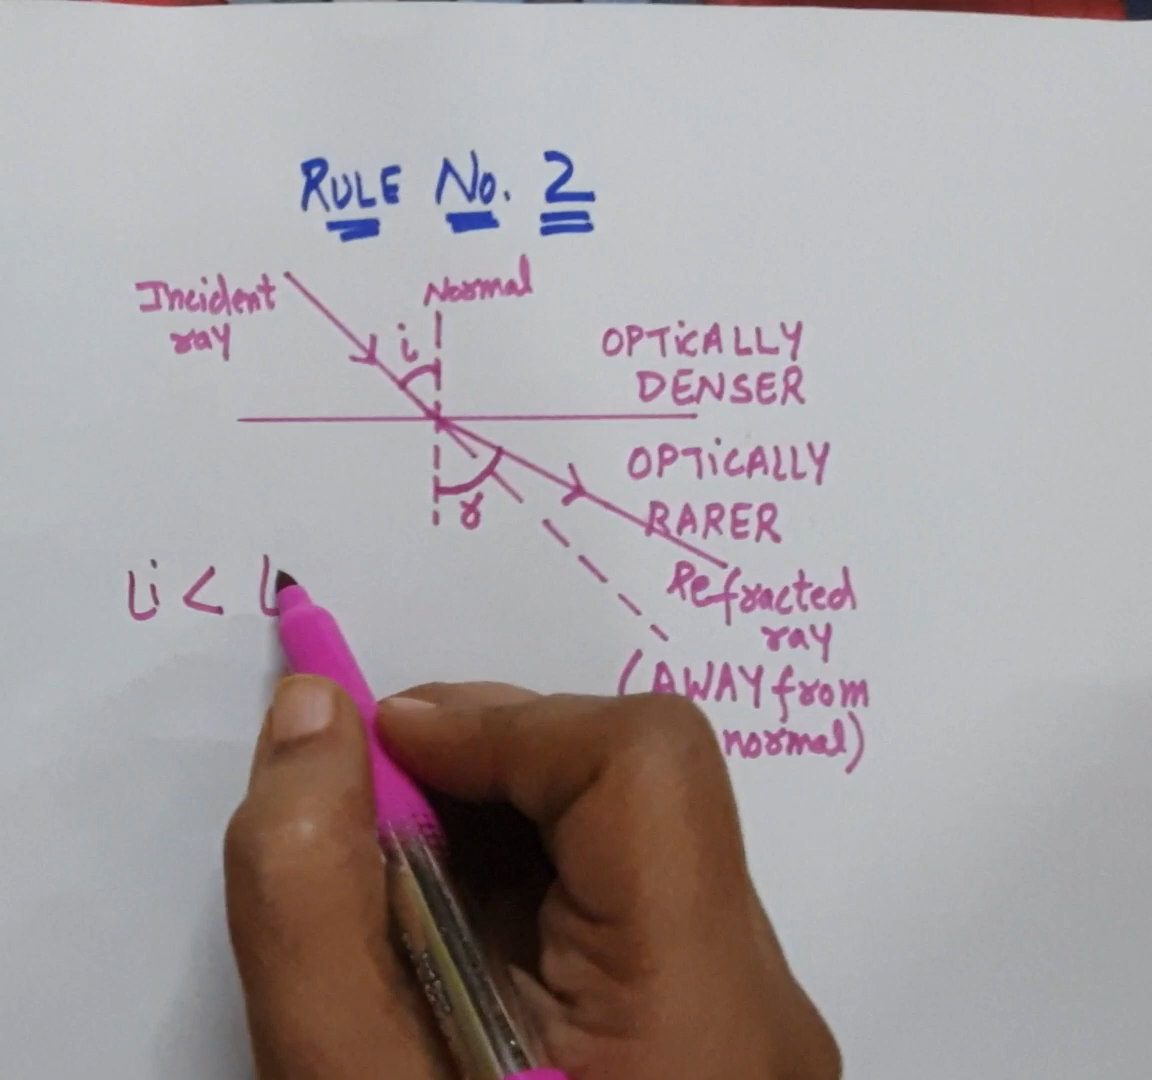 RULE No. 2
Incident
ray
Normal
i
OPTiCALLY
DENSER
OPTiCALLY
RARER
r
Refracted
ray
(AWAY from
normal)
∠i < ∠